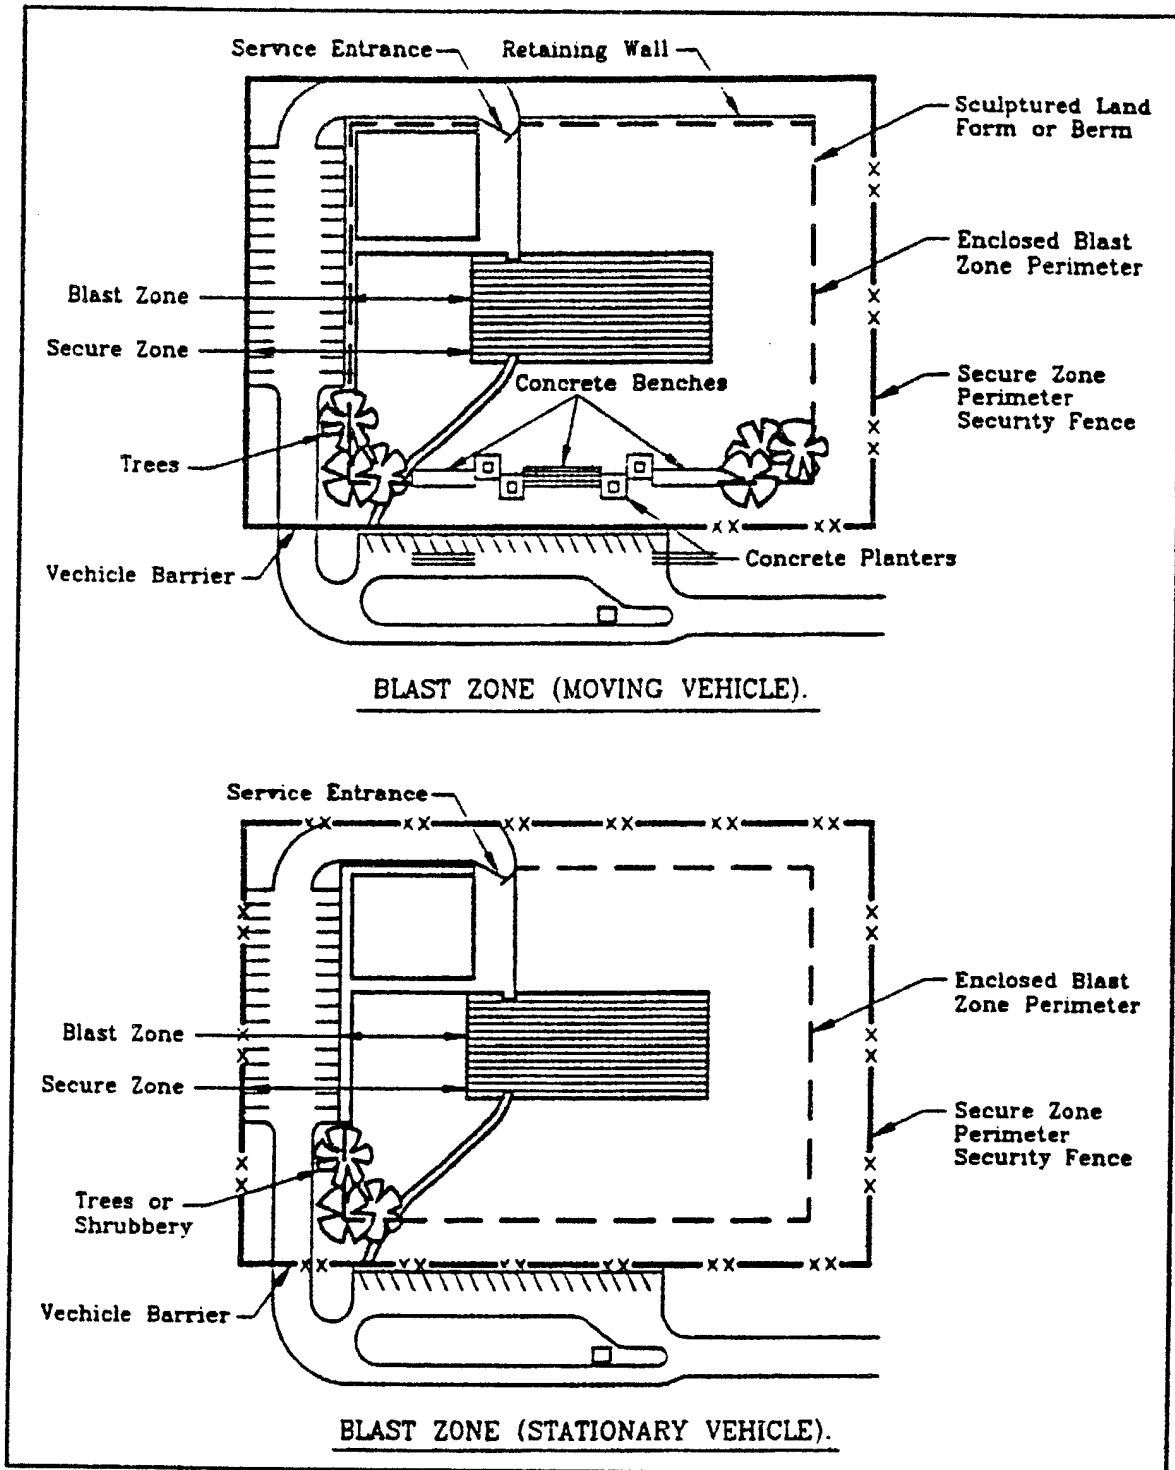 Service Entrance
Retaining Wall
Sculptured Land
Form or Berm
Enclosed Blast
Zone Perimeter
Blast Zone
Secure Zone
Concrete Benches
Secure Zone
Perimeter
Security Fence
Trees
Vechicle Barrier
Concrete Planters
BLAST ZONE (MOVING VEHICLE).
Service Entrance
Enclosed Blast
Zone Perimeter
Blast Zone
Secure Zone
Secure Zone
Perimeter
Security Fence
Trees or
Shrubbery
Vechicle Barrier
BLAST ZONE (STATIONARY VEHICLE).